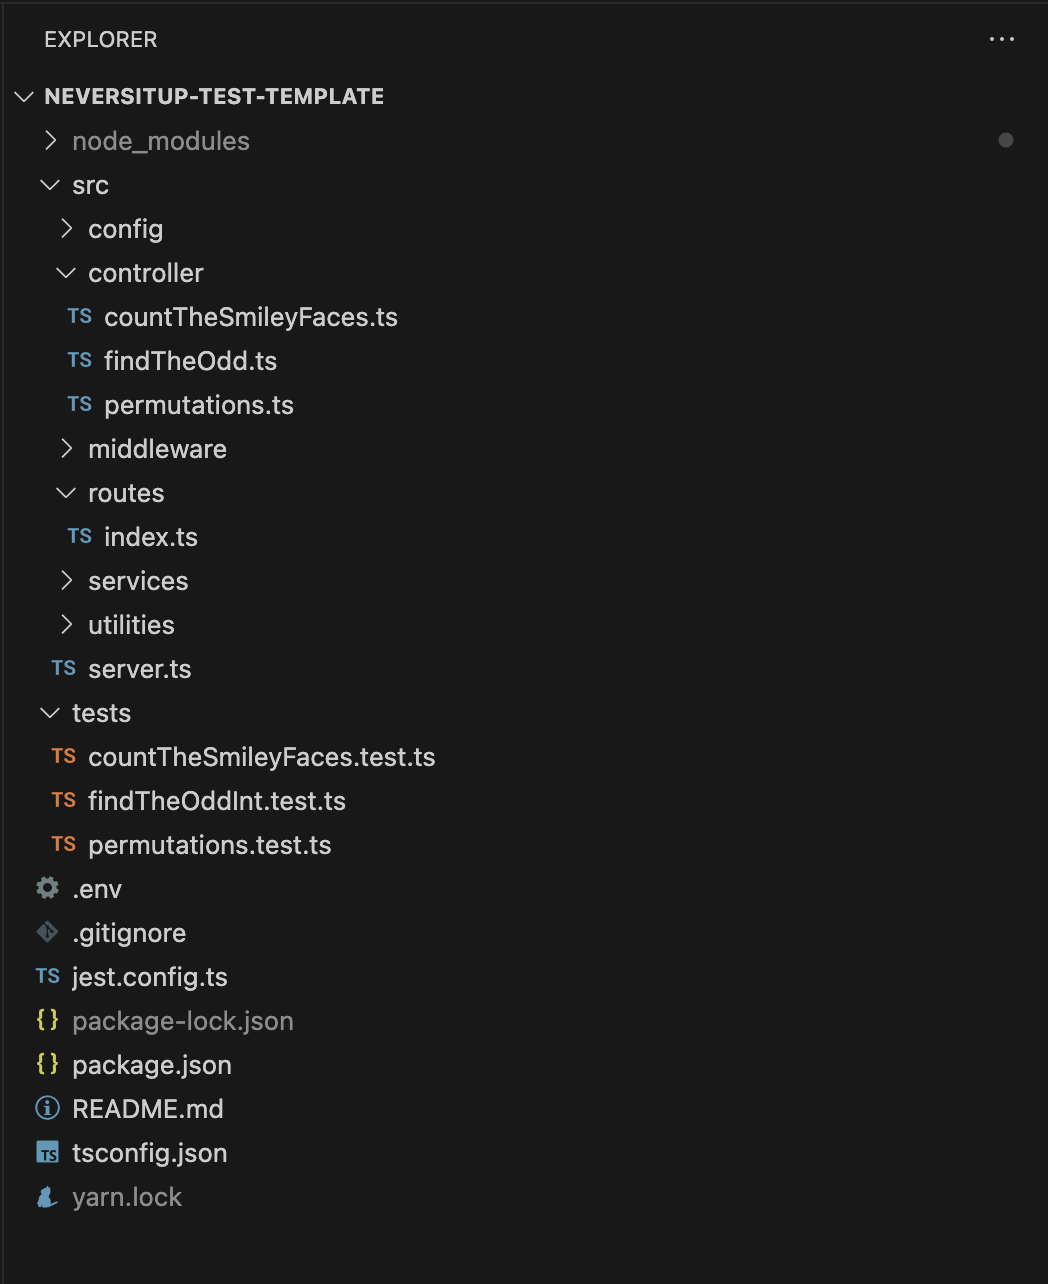 EXPLORER
NEVERSITUP-TEST-TEMPLATE
node_modules
src
config
controller
TS countTheSmileyFaces.ts
TS findTheOdd.ts
TS permutations.ts
middleware
routes
TS index.ts
services
utilities
TS server.ts
tests
TS countTheSmileyFaces.test.ts
TS findTheOddInt.test.ts
TS permutations.test.ts
.env
.gitignore
TS jest.config.ts
{} package-lock.json
{} package.json
README.md
TS tsconfig.json
yarn.lock